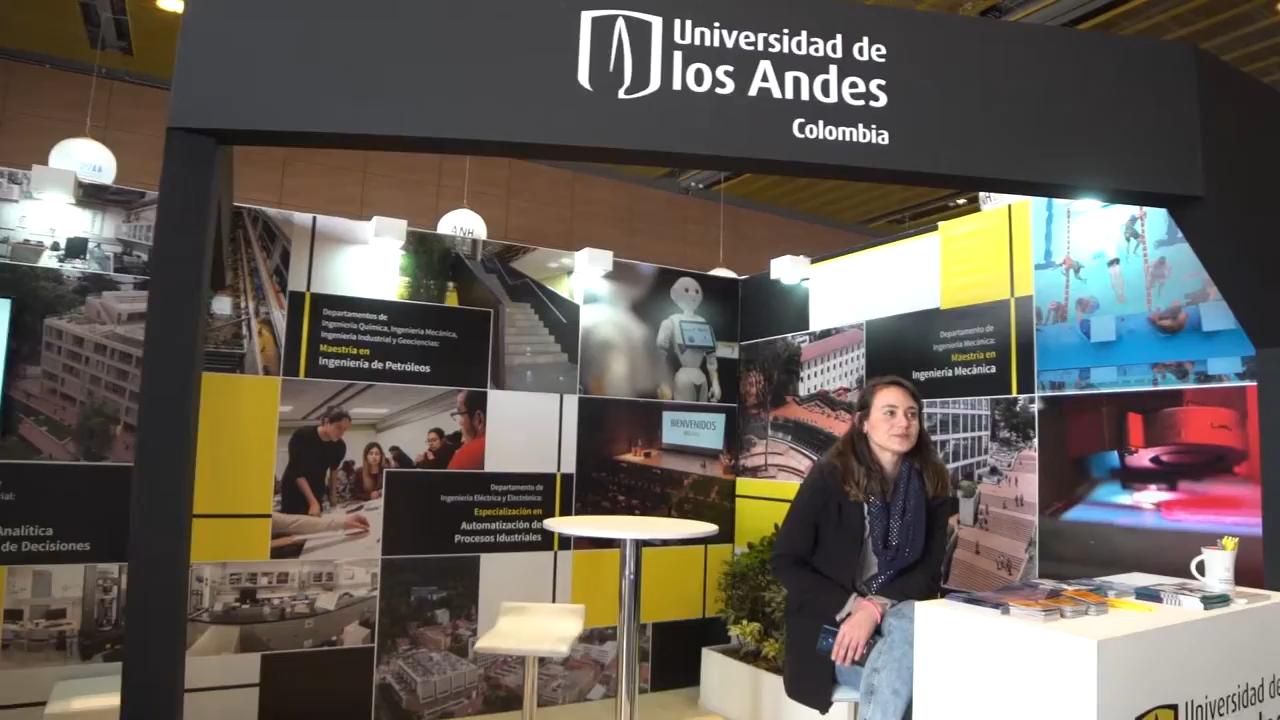 Universidad de
los Andes
Colombia
ANH
Departamentos de
Ingeniería Química, Ingeniería Mecánica,
Ingeniería Industrial y Geociencias:
Maestría en
Ingeniería de Petróleos
Departamento de
Ingeniería Mecánica:
Maestría en
Ingeniería Mecánica
BIENVENIDOS
Departamento de
Ingeniería Eléctrica y Electrónica:
Especialización en
Automatización de
Procesos Idustriales
Analítica
de Decisiones
Universidad de